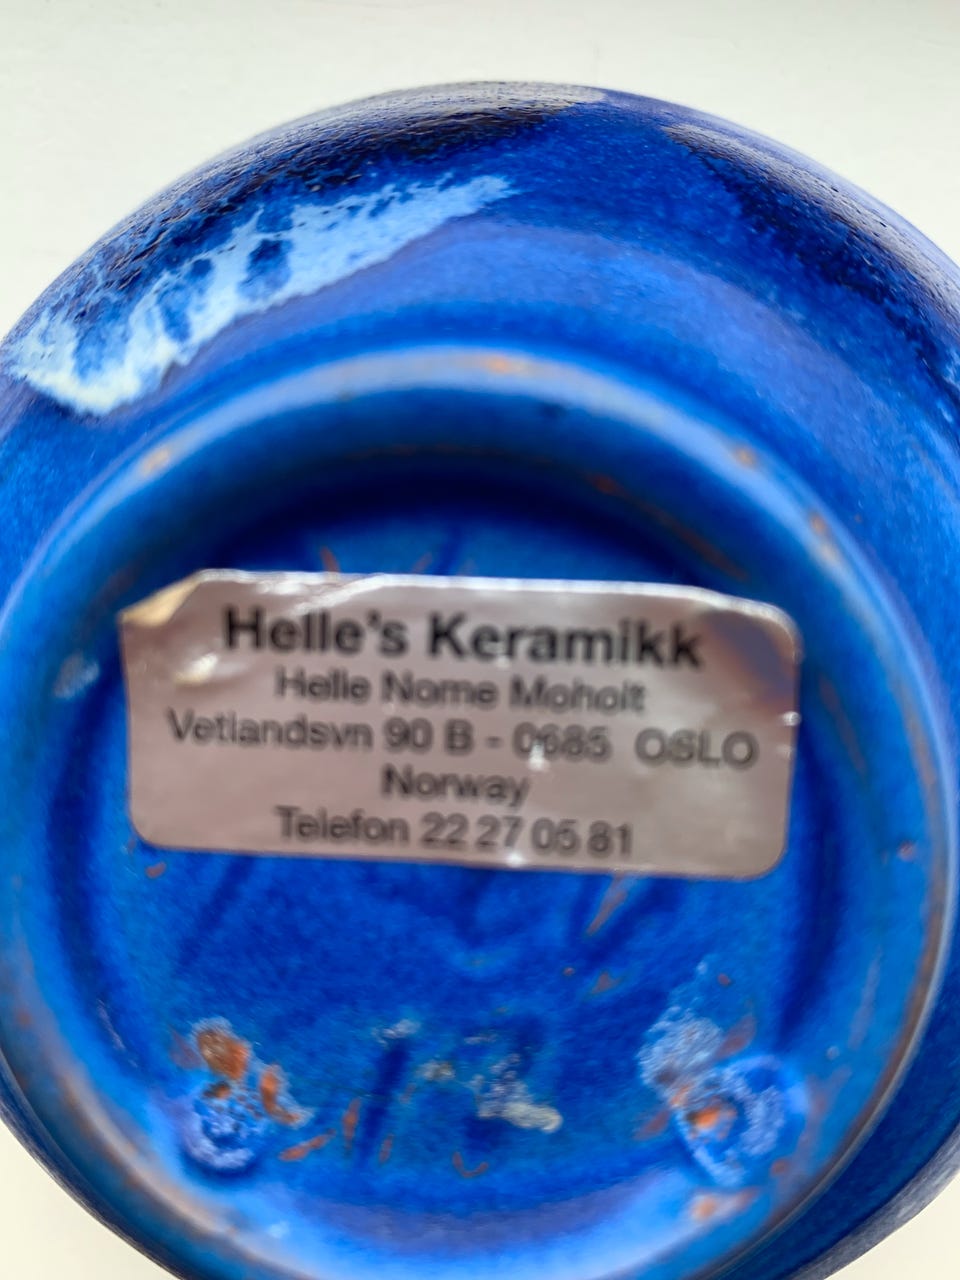 Helle's Keramikk
Helle Nome Moholt
Vetlandsvn 90 B - 0685 OSLO
Norway
Telefon 22 27 05 81